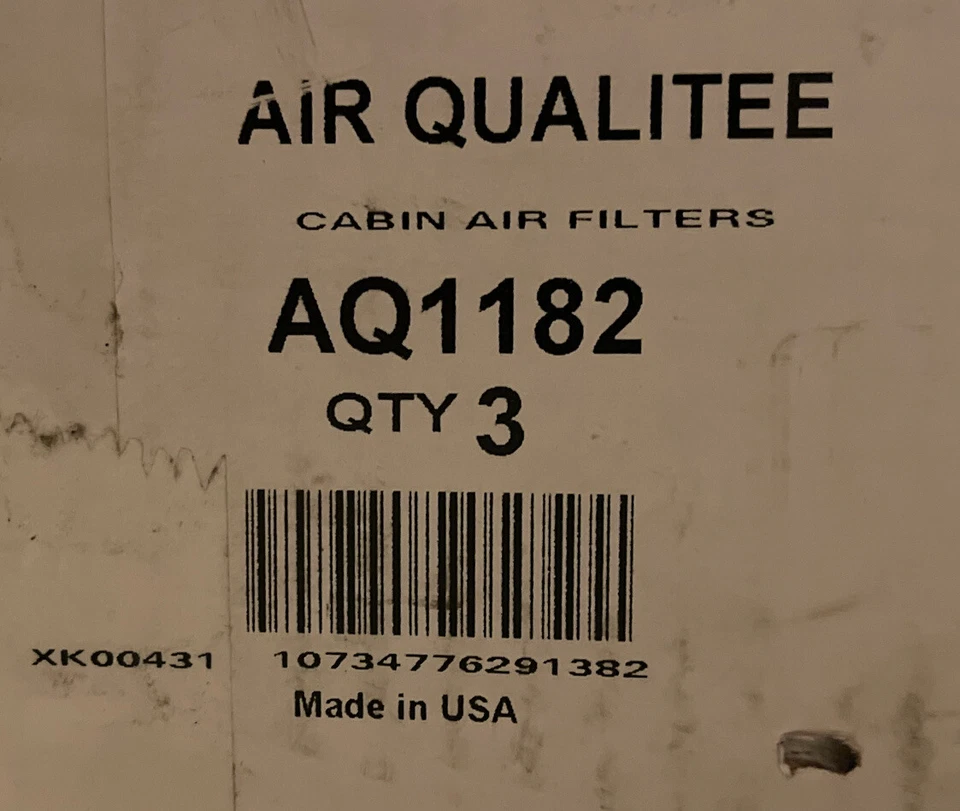 AIR QUALITEE
CABIN AIR FILTERS
AQ1182
QTY 3
XK00431 10734776291382
Made in USA